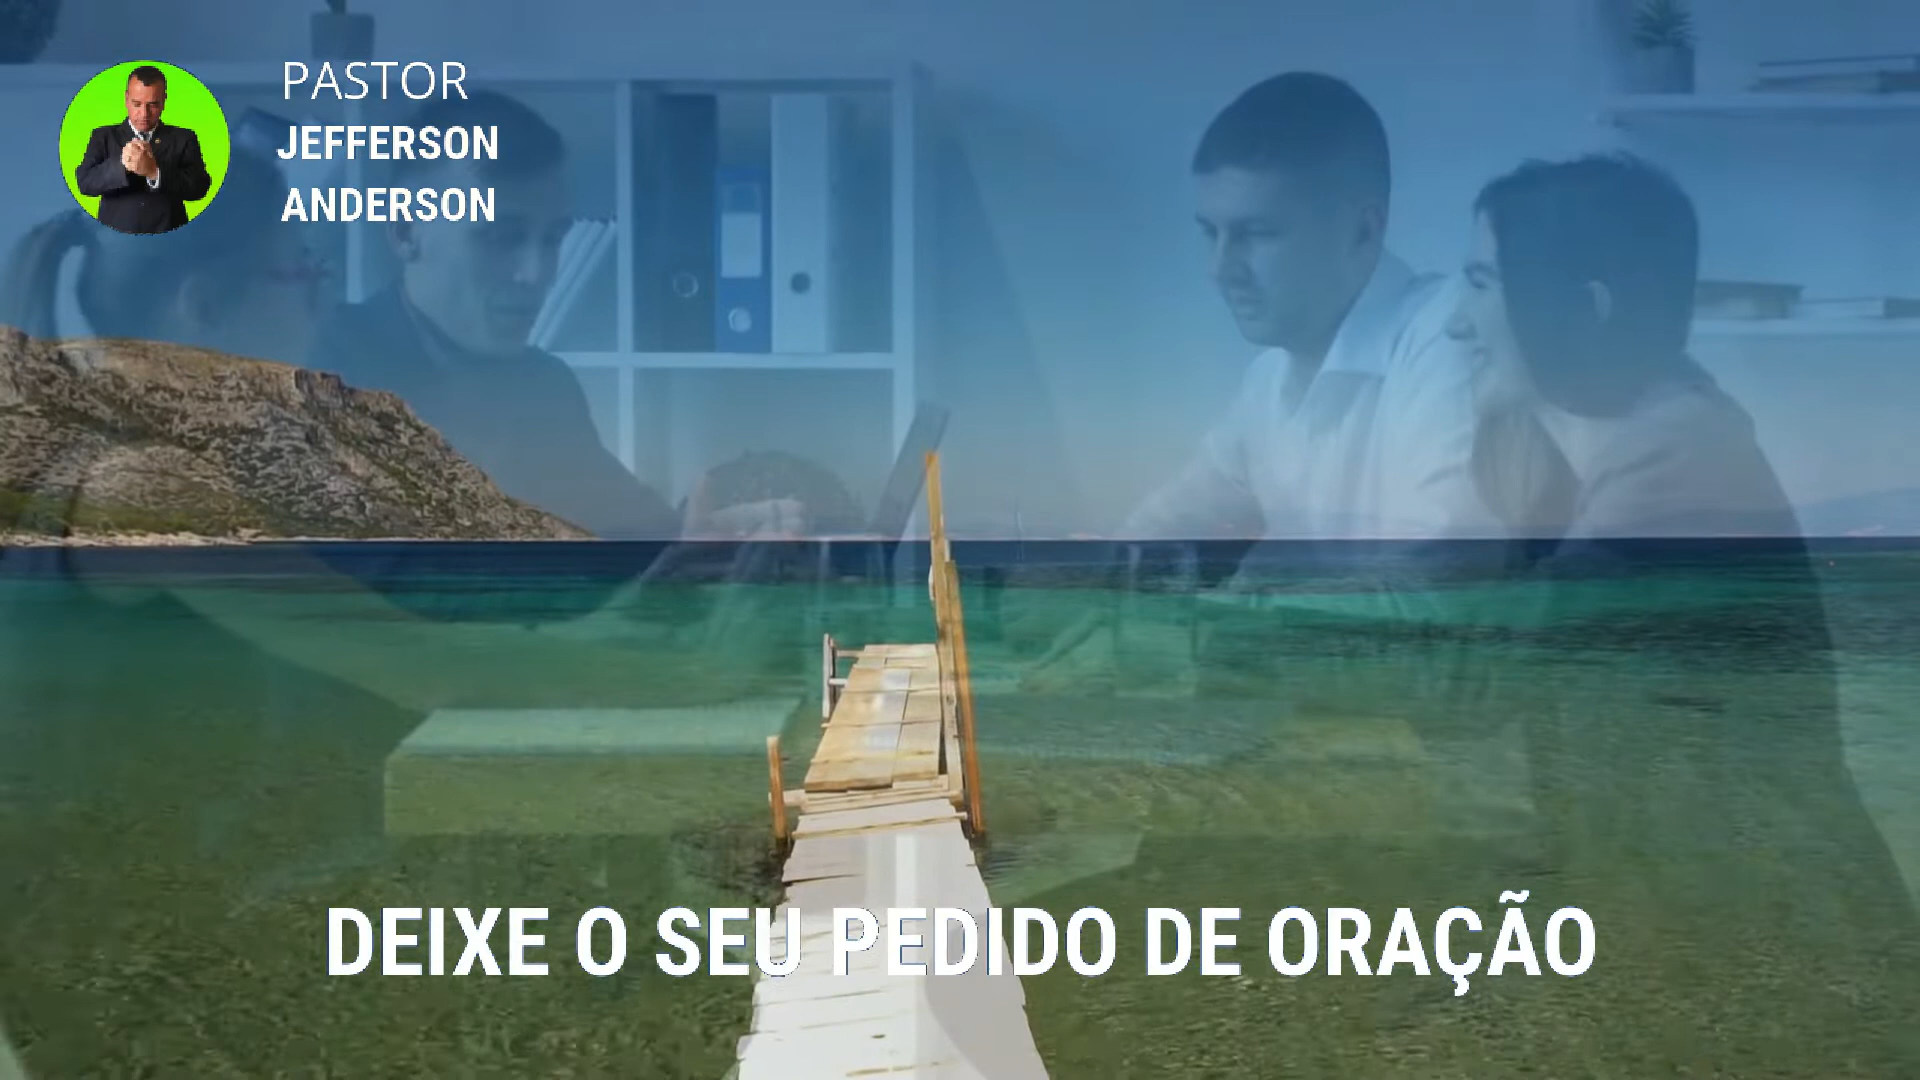 PASTOR
JEFFERSON
ANDERSON
DEIXE O SEU PEDIDO DE ORAÇÃO